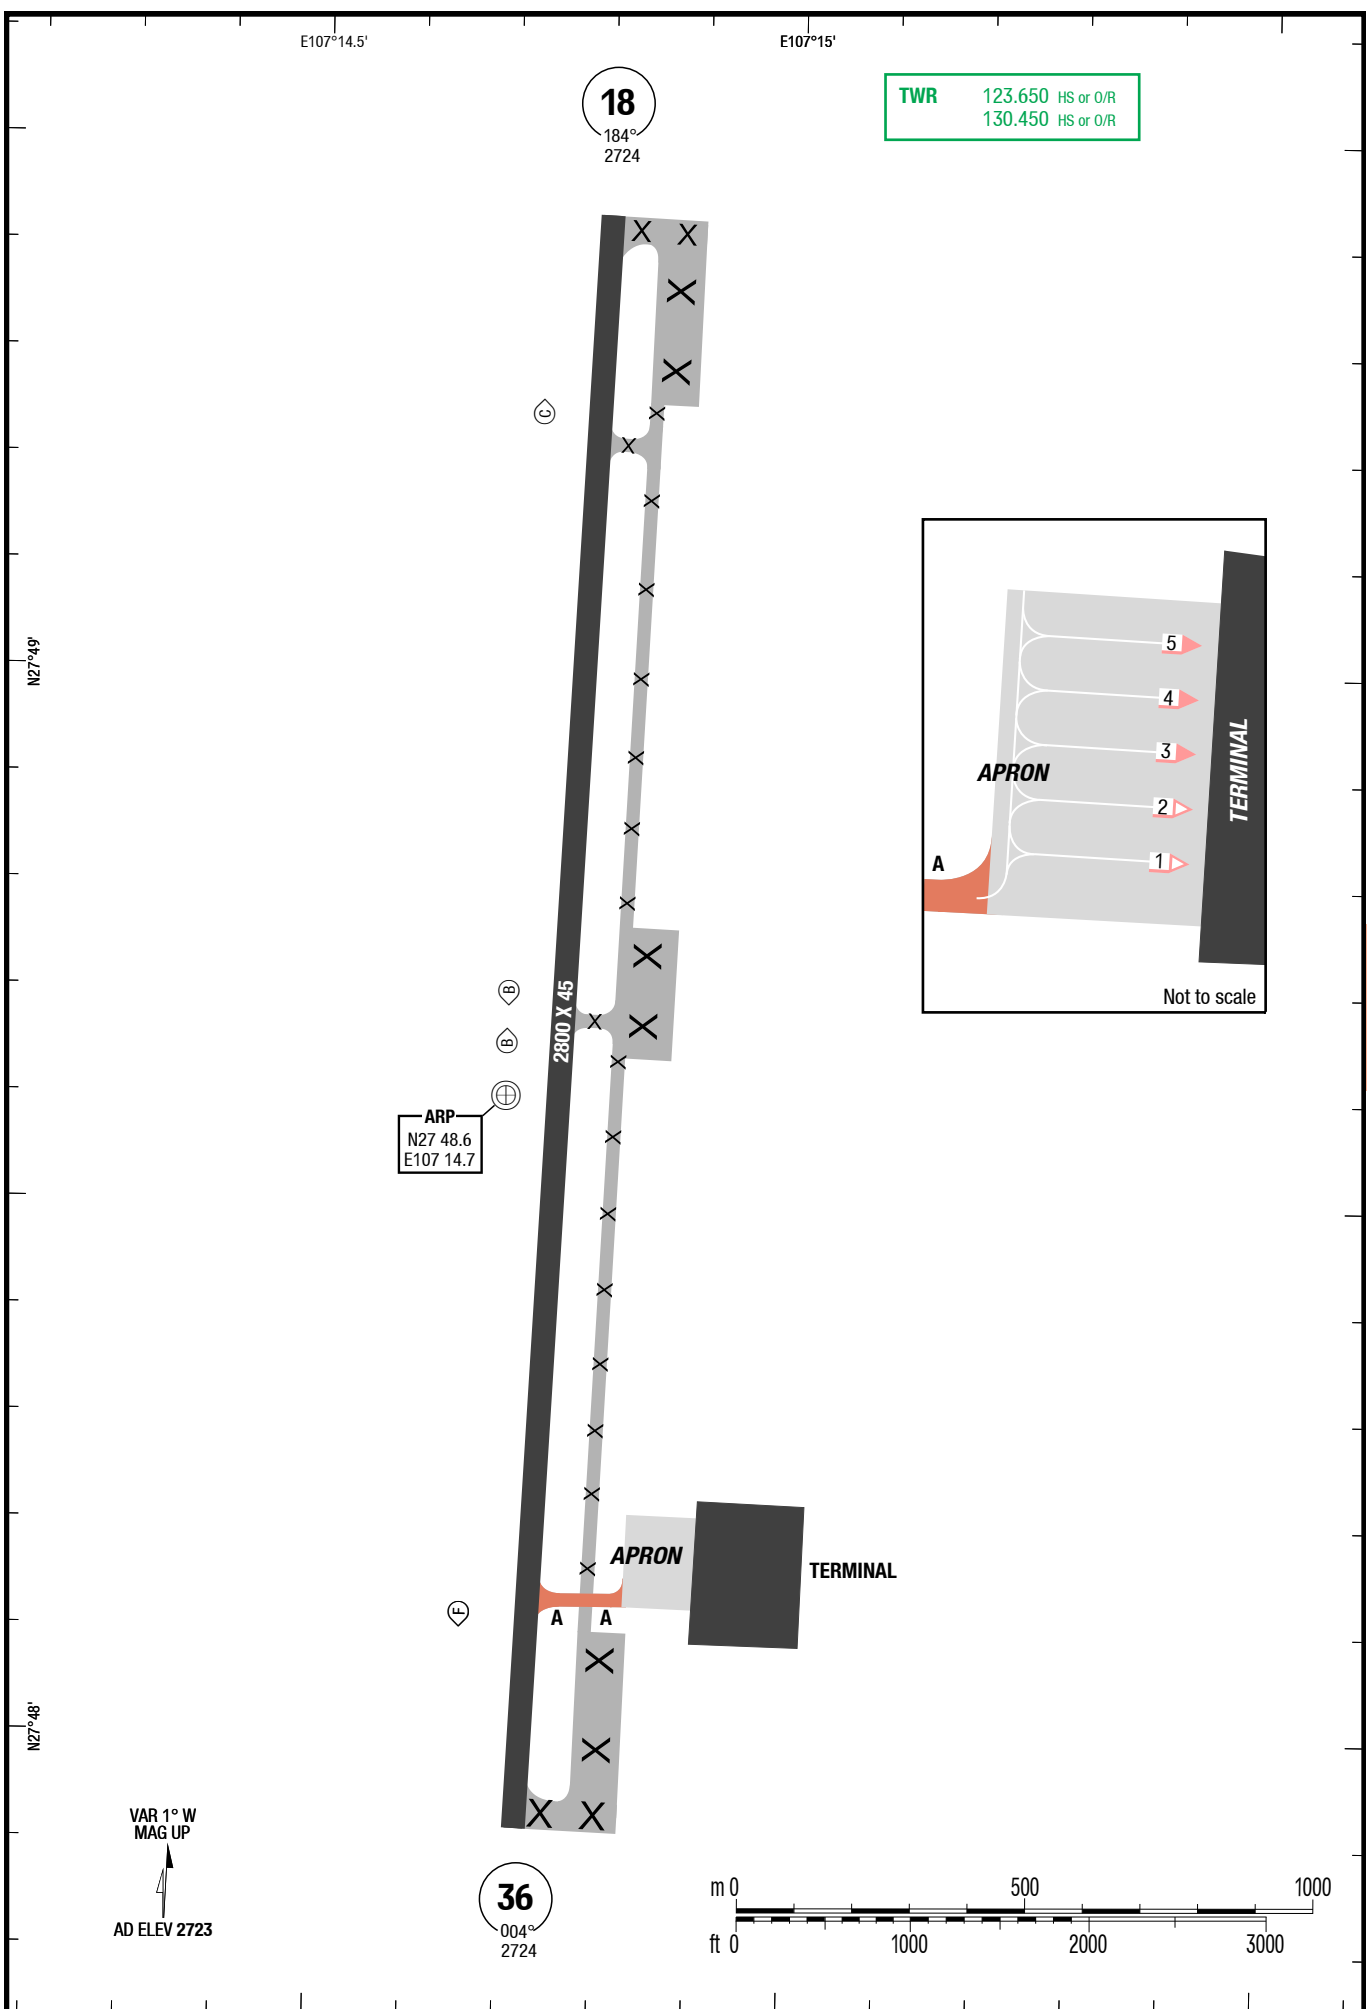 E107°14.5'
E107°15'
18
184°
2724
TWR 123.650 HS or O/R
130.450 HS or O/R
X X
X
X
C
X
X
X
X
X
X
X
X
N27°49'
5
4
3
2
1
APRON
TERMINAL
A
Not to scale
2800 X 45
B
B
X
X
X
X
ARP
N27 48.6
E107 14.7
X
X
X
X
X
X
X
APRON
TERMINAL
F
A A
X
X
X X
N27°48'
VAR 1° W
MAG UP
AD ELEV 2723
36
004°
2724
m 0 500 1000
ft 0 1000 2000 3000